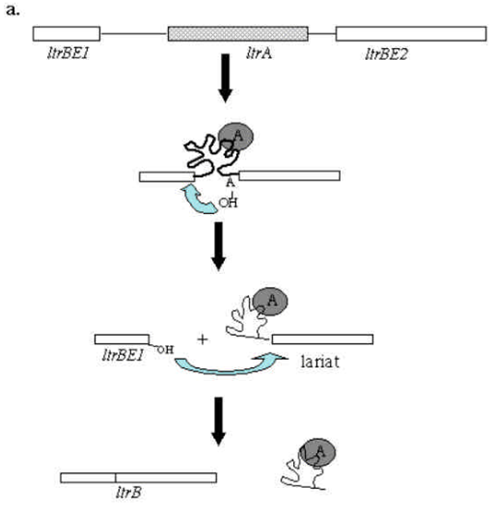 a.
ltrBE1 ltrA ltrBE2
A
A
OH
A
+
ltrBE1 OH lariat
A
ltrB